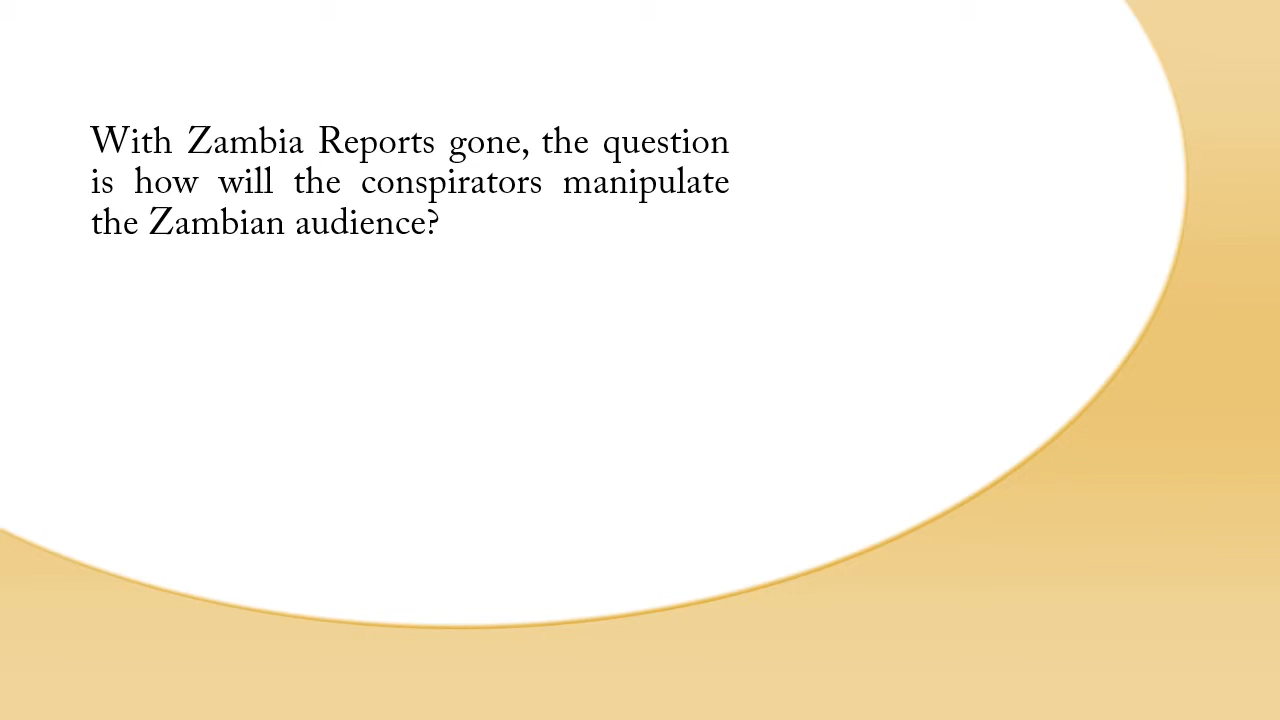 With Zambia Reports gone, the question
is how will the conspirators manipulate
the Zambian audience?